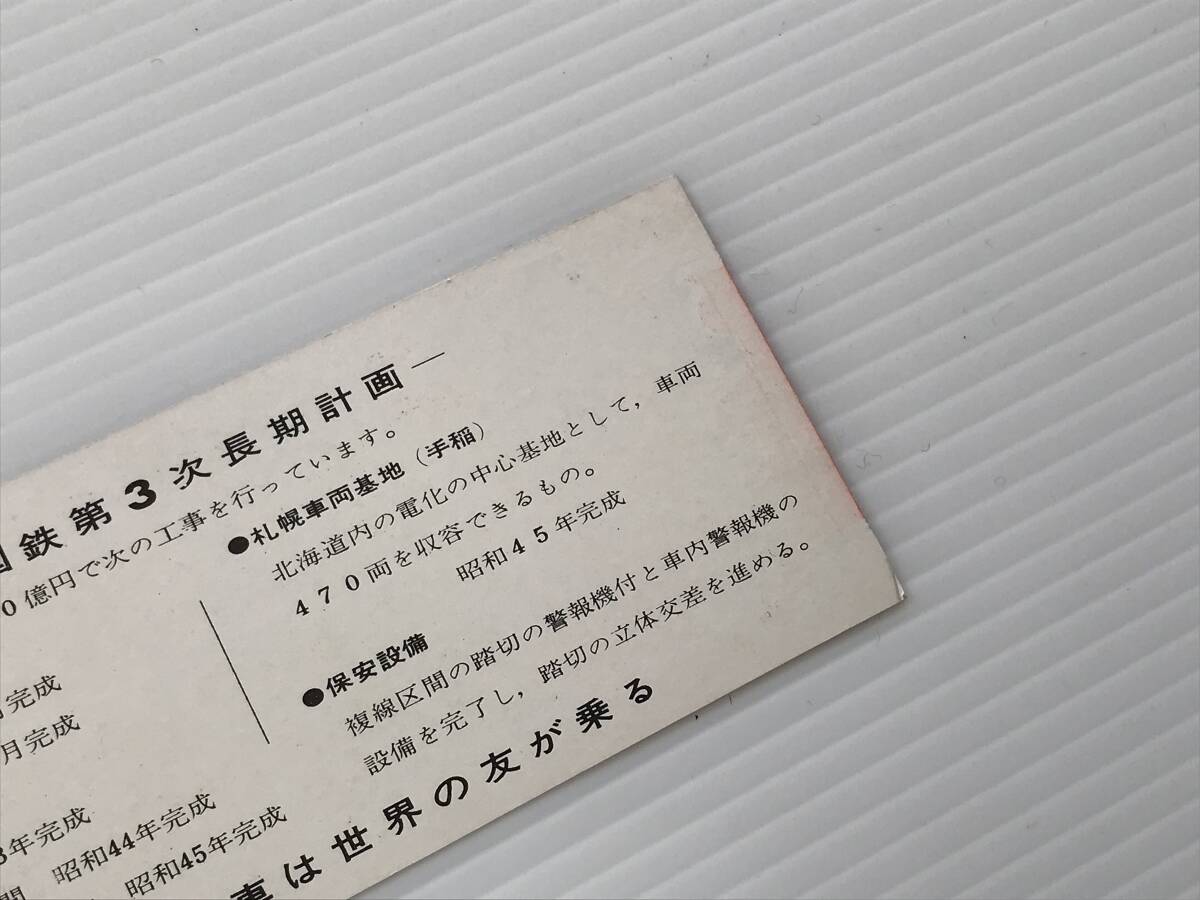 鉄第3次長期計画―
0億円で次の工事を行っています。
●札幌車両基地（手稲）
北海道内の電化の中心基地として，車両
470両を収容できるもの。
昭和45年完成
●保安設備
複線区間の踏切の警報機付と車内警報機の
設備を完了し，踏切の立体交差を進める。
完成
月完成
年完成
昭和44年完成
昭和45年完成
は世界の友が乗る